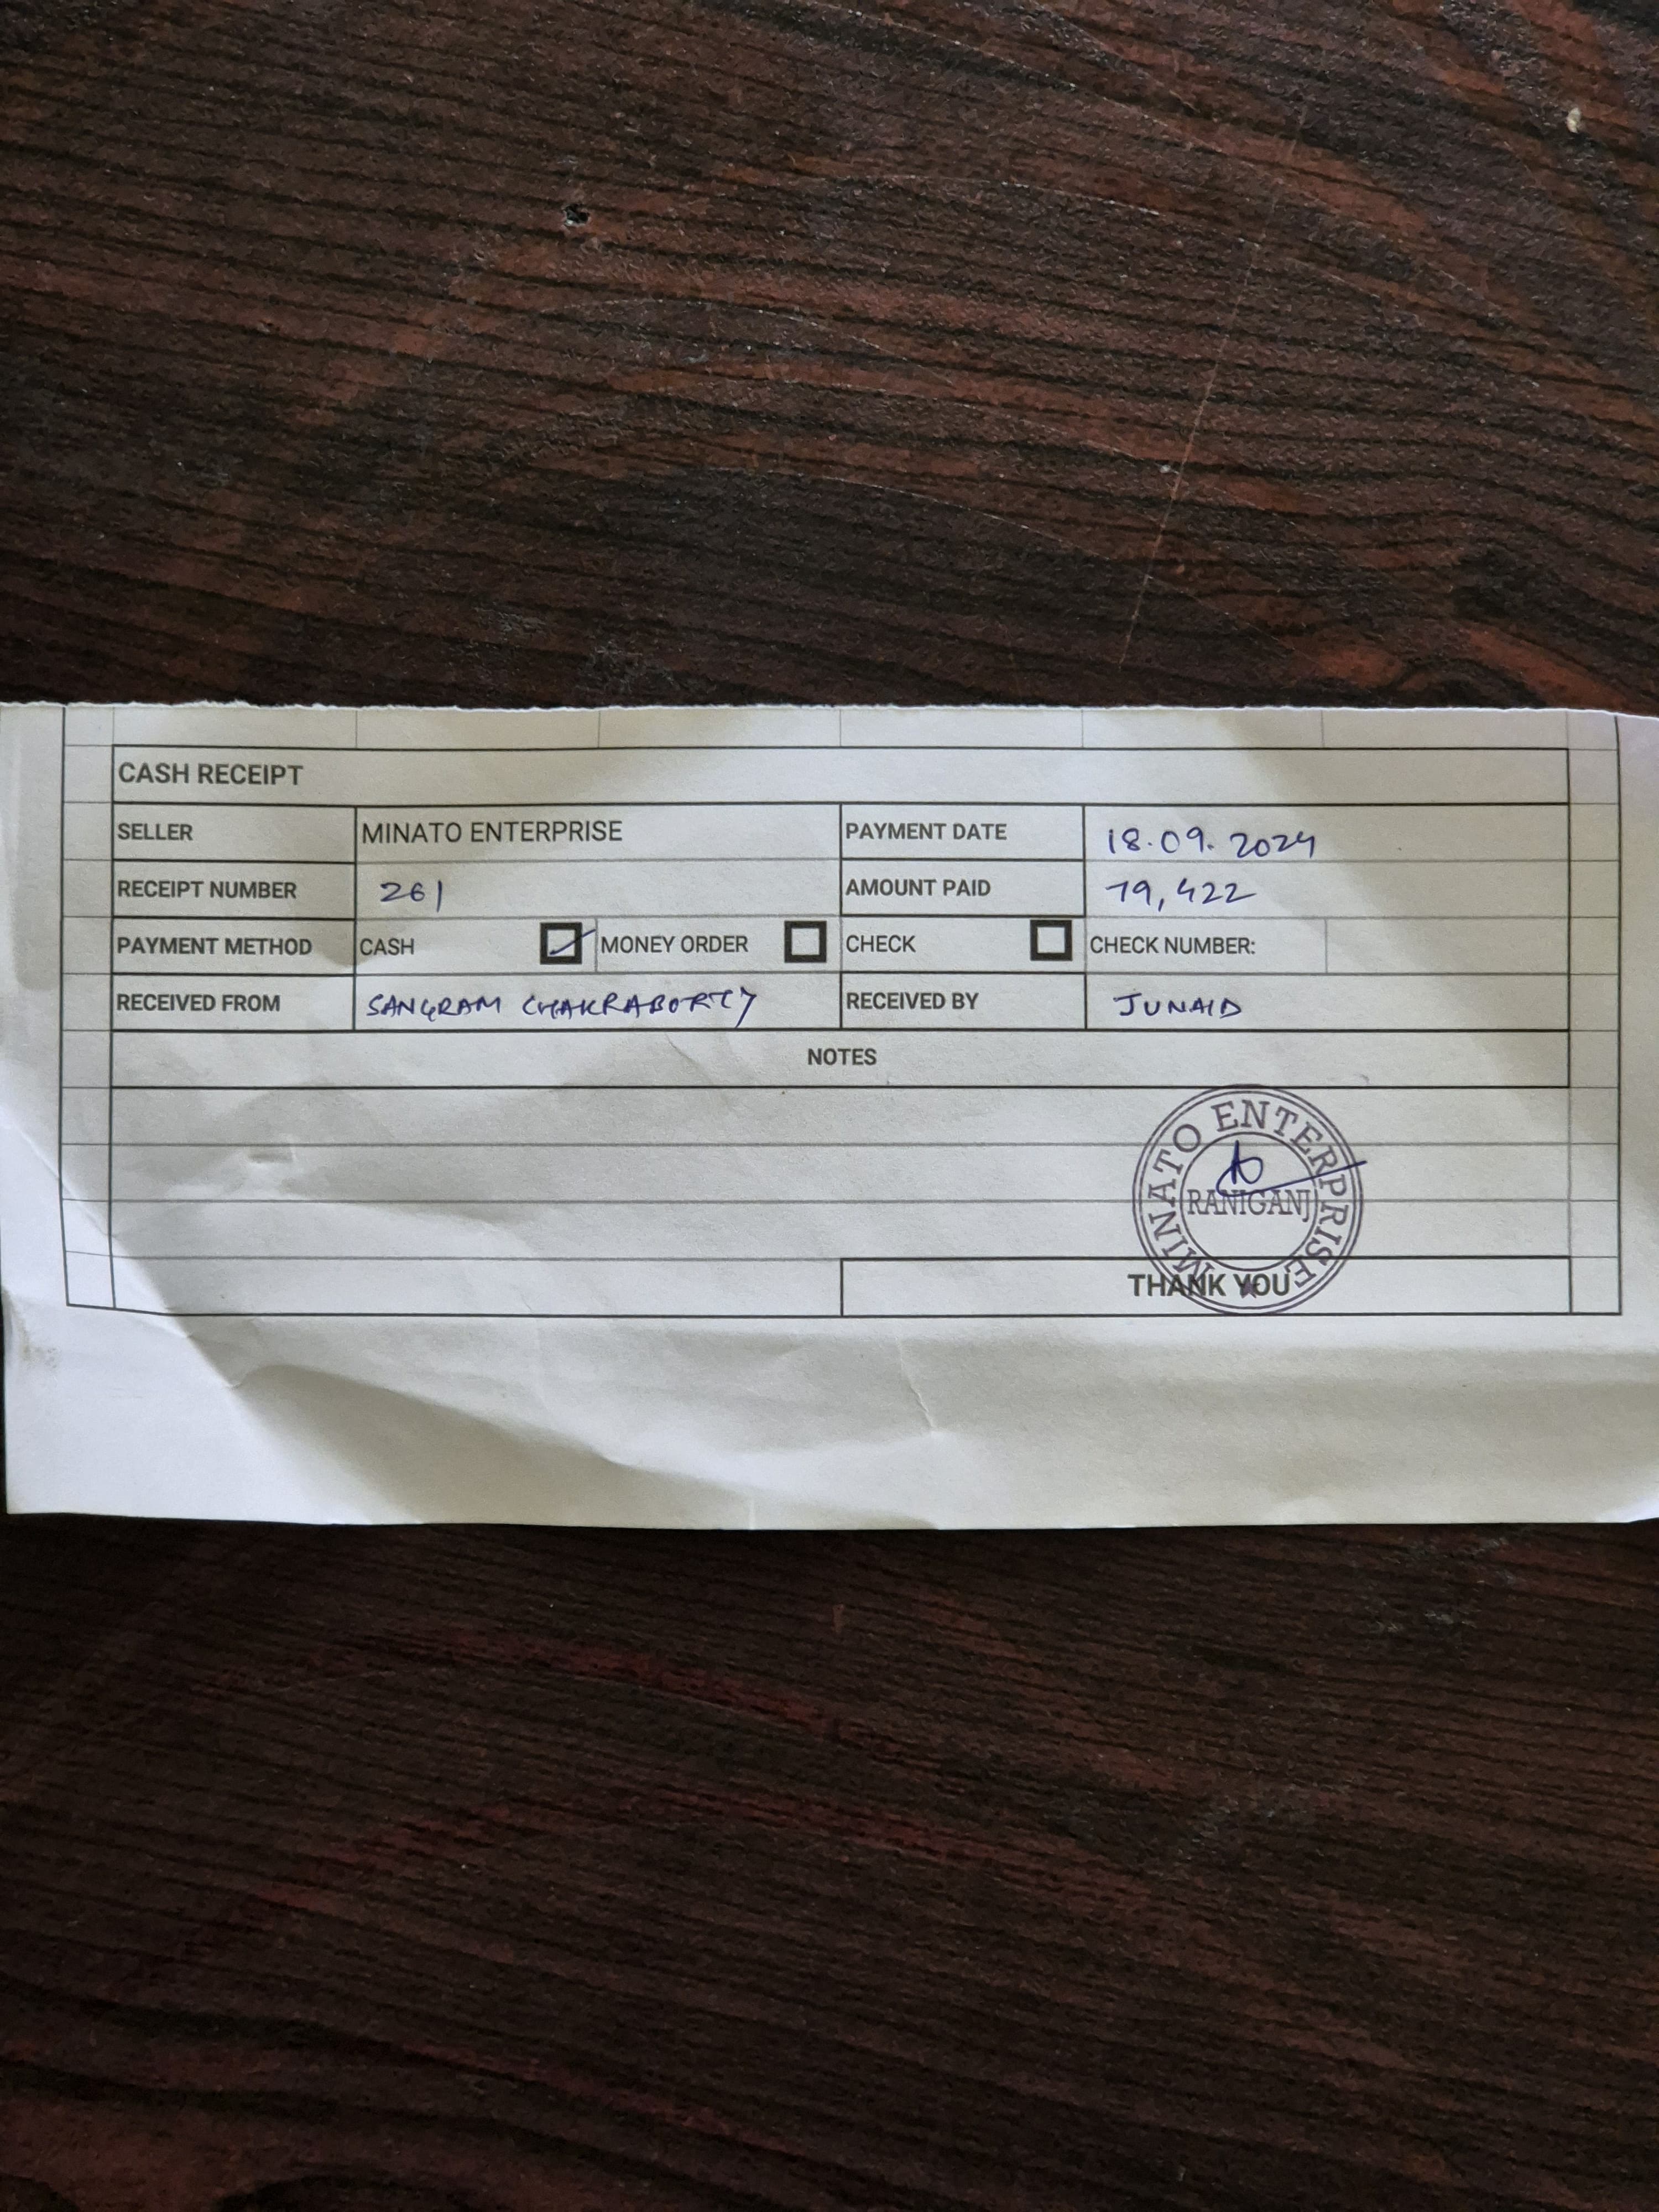 CASH RECEIPT
SELLER MINATO ENTERPRISE PAYMENT DATE 18.09.2024
RECEIPT NUMBER 261 AMOUNT PAID 79,422
PAYMENT METHOD CASH MONEY ORDER CHECK CHECK NUMBER:
RECEIVED FROM SANGRAM CHAKRABORTY RECEIVED BY JUNAID
NOTES
MINATO ENTERPRISE
RANIGANJ
THANK YOU